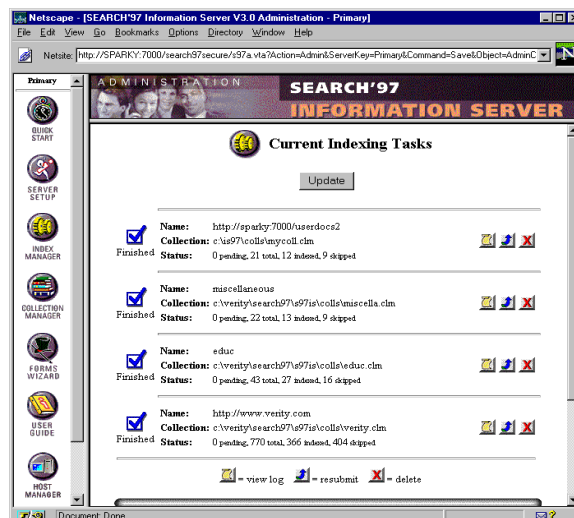 Netscape - [SEARCH'97 Information Server V3.0 Administration - Primary]
File Edit View Go Bookmarks Options Directory Window Help
Netsite: http://SPARKY:7000/search97secure/s97a.vta?Action=Admin&ServerKey=Primary&Command=Save&Object=AdminC
N
Primary
QUICK
START
SERVER
SETUP
INDEX
MANAGER
COLLECTION
MANAGER
FORMS
WIZARD
USER
GUIDE
HOST
MANAGER
ADMINISTRATION
SEARCH'97
INFORMATION SERVER
Current Indexing Tasks
Update
Finished
Name: http://sparky:7000/userdocs2
Collection: c:\is97\colls\mycoll.clm
Status: 0 pending, 21 total, 12 indexed, 9 skipped
Finished
Name: miscellaneous
Collection: c:\verity\search97\s97is\colls\miscella.clm
Status: 0 pending, 22 total, 13 indexed, 9 skipped
Finished
Name: educ
Collection: c:\verity\search97\s97is\colls\educ.clm
Status: 0 pending, 43 total, 27 indexed, 16 skipped
Finished
Name: http://www.verity.com
Collection: c:\verity\search97\s97is\colls\verity.clm
Status: 0 pending, 770 total, 366 indexed, 404 skipped
= view log = resubmit X = delete
Document: Done